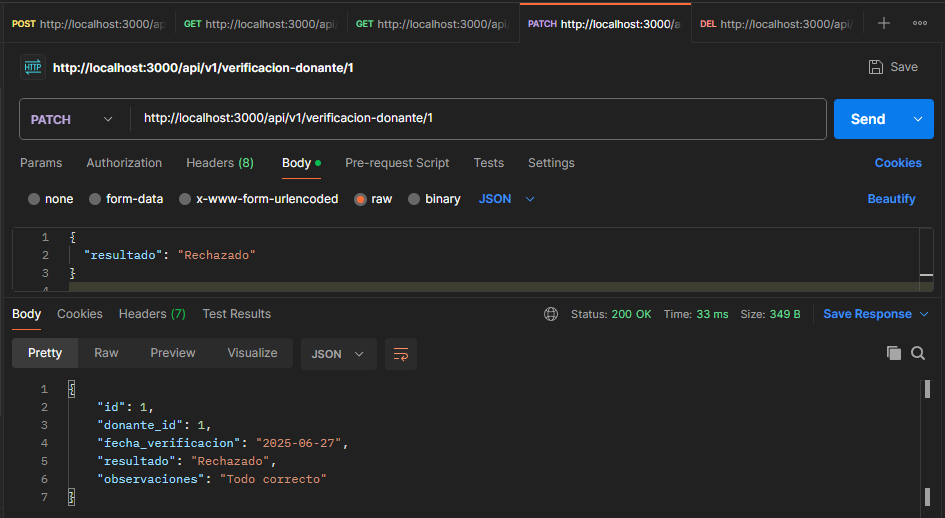 POST http://localhost:3000/ap
GET http://localhost:3000/api/
GET http://localhost:3000/api/
PATCH http://localhost:3000/a
DEL http://localhost:3000/api/
HTTP http://localhost:3000/api/v1/verificacion-donante/1
Save
PATCH http://localhost:3000/api/v1/verificacion-donante/1
Send
Params Authorization Headers (8) Body Pre-request Script Tests Settings Cookies
none form-data x-www-form-urlencoded raw binary JSON Beautify
1 {
2 "resultado": "Rechazado"
3 }
4
Body Cookies Headers (7) Test Results Status: 200 OK Time: 33 ms Size: 349 B Save Response
Pretty Raw Preview Visualize JSON
1 {
2 "id": 1,
3 "donante_id": 1,
4 "fecha_verificacion": "2025-06-27",
5 "resultado": "Rechazado",
6 "observaciones": "Todo correcto"
7 }